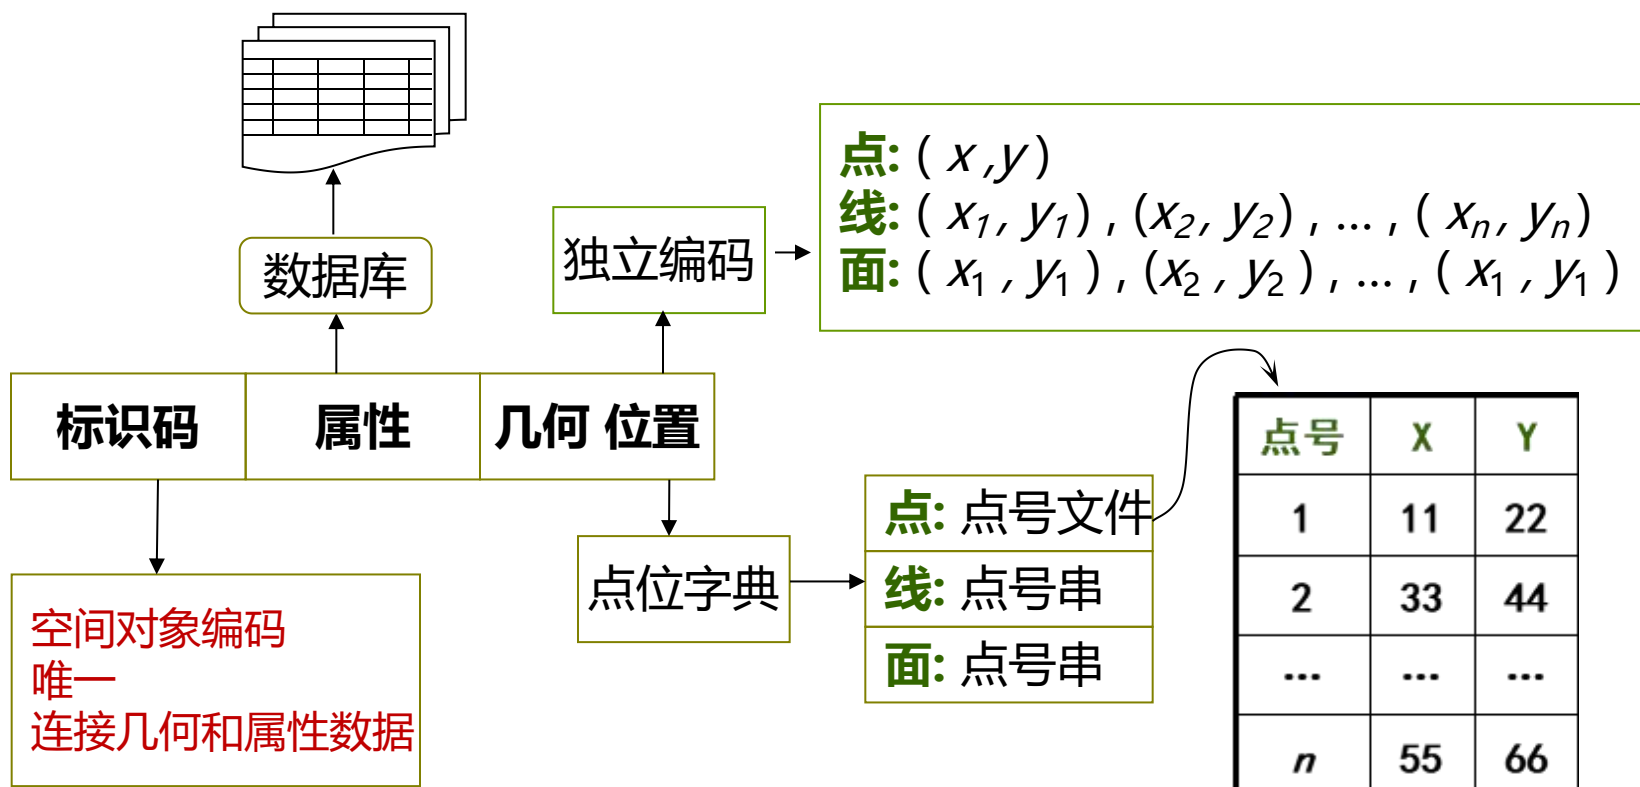 数据库
独立编码
点: ( x ,y )
线: ( x₁, y₁) , (x₂, y₂) , ... , ( xₙ, yₙ)
面: ( x₁ , y₁ ) , (x₂ , y₂ ) , ... , ( x₁ , y₁ )
标识码 属性 几何 位置
空间对象编码
唯一
连接几何和属性数据
点位字典
点: 点号文件
线: 点号串
面: 点号串
点号 X Y
1 11 22
2 33 44
... ... ...
n 55 66